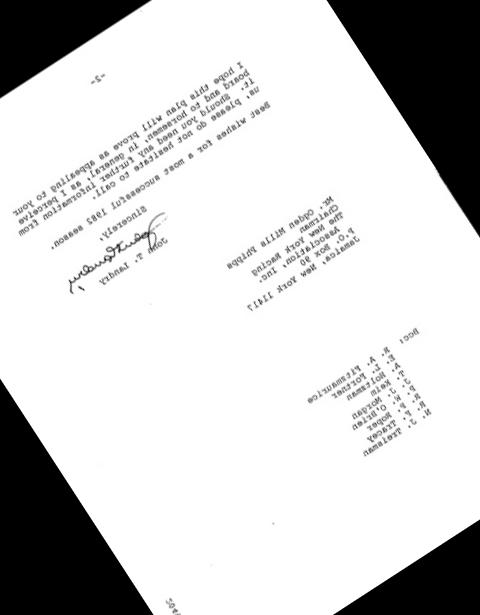 -2-
I hope this plan will prove as appealing to your
board and to horsemen, in general, as I perceive
it. Should you need any further information from
us, please do not hesitate to call.
Best wishes for a most successful 1982 season.
Sincerely,
John T. Landry
Mr. Ogden Mills Phipps
Chairman
The New York Racing
Association, Inc.
P.O. Box 90
Jamaica, New York 11417
Bcc: R. A. Fitzmaurice
E. L. Fortner
A. Holtzman
T. Keim
J. J. Morgan
P. W. O'Brien
R. P. Roper
R. F. Tracey
N. J. Treisman